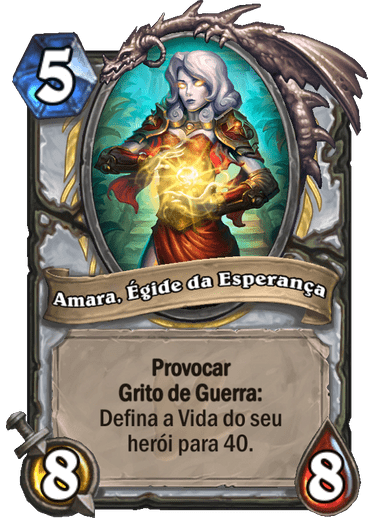 5
Amara, Égide da Esperança
Provocar
Grito de Guerra:
Defina a Vida do seu
herói para 40.
8
8